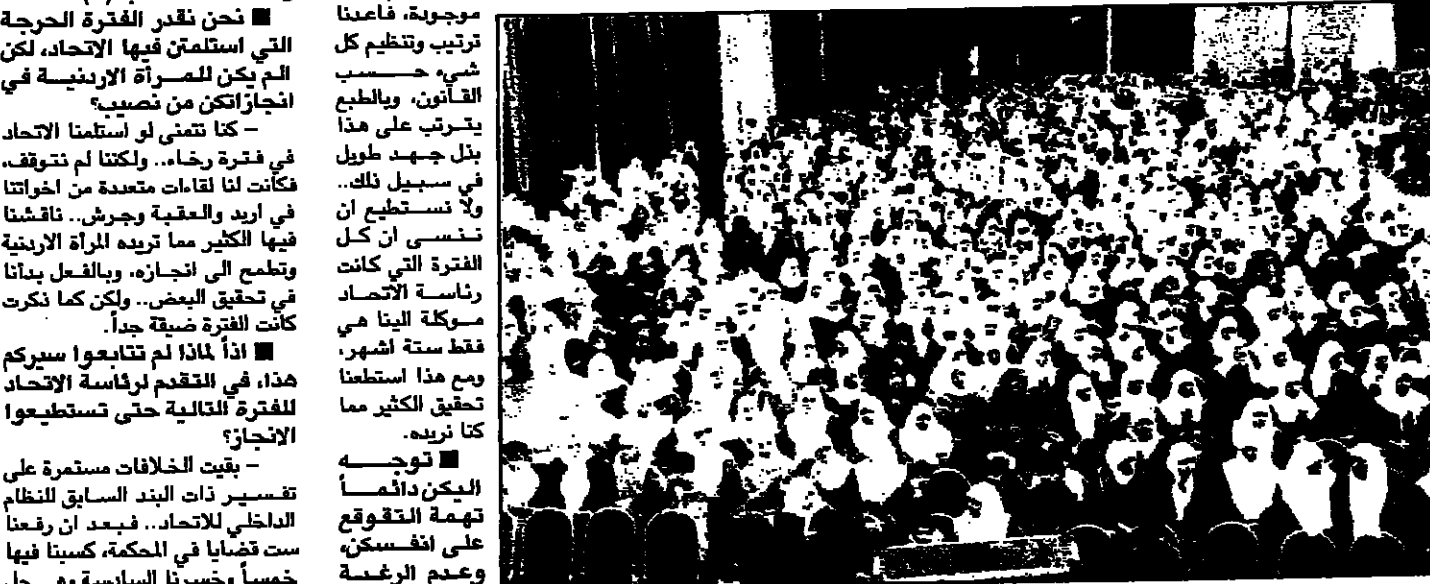 موجودة، فاعدنا
ترتيب وتنظيم كل
شيء حسب
القانون، وبالطبع
يترتب على هذا
بذل جهد طويل
في سبيل ذلك..
ولا نستطيع ان
ننسى ان كل
الفترة التي كانت
رئاسة الاتحاد
موكلة الينا هي
فقط ستة اشهر،
ومع هذا استطعنا
تحقيق الكثير مما
كنا نريده.
■ توجه
اليكن دائماً
تهمة التقوقع
على انفسكن،
وعدم الرغبة
■ نحن نقدر الفترة الحرجة
التي استلمتن فيها الاتحاد، لكن
الم يكن للمرأة الاردنية في
انجازاتكن من نصيب؟
– كنا نتمنى لو استلمنا الاتحاد
في فترة رخاء.. ولكننا لم نتوقف،
فكانت لنا لقاءات متعددة من اخواتنا
في اربد والعقبة وجرش.. ناقشنا
فيها الكثير مما تريده المرأة الاردنية
وتطمح الى انجازه، وبالفعل بدأنا
في تحقيق البعض.. ولكن كما ذكرت
كانت الفترة ضيقة جداً.
■ اذاً لماذا لم تتابعوا سيركم
هذا، في التقدم لرئاسة الاتحاد
للفترة التالية حتى تستطيعوا
الانجاز؟
– بقيت الخلافات مستمرة على
تفسير ذات البند السابق للنظام
الداخلي للاتحاد.. فبعد ان رفعنا
ست قضايا في المحكمة، كسبنا فيها
خمساً وخسرنا السادسة وهي حل